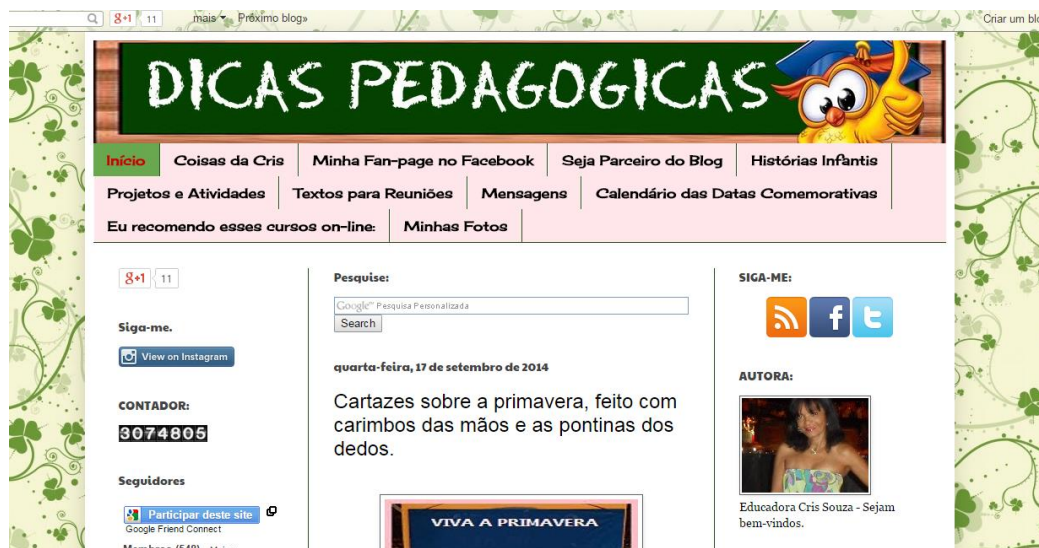 8+1 11 mais Próximo blog» Criar um blo
DICAS PEDAGOGICAS
Início Coisas da Cris Minha Fan-page no Facebook Seja Parceiro do Blog Histórias Infantis
Projetos e Atividades Textos para Reuniões Mensagens Calendário das Datas Comemorativas
Eu recomendo esses cursos on-line: Minhas Fotos
8+1 11
Siga-me.
View on Instagram
CONTADOR:
3074805
Seguidores
Participar deste site
Google Friend Connect
Pesquise:
Google™ Pesquisa Personalizada
Search
quarta-feira, 17 de setembro de 2014
Cartazes sobre a primavera, feito com
carimbos das mãos e as pontinas dos
dedos.
VIVA A PRIMAVERA
SIGA-ME:
AUTORA:
Educadora Cris Souza - Sejam
bem-vindos.